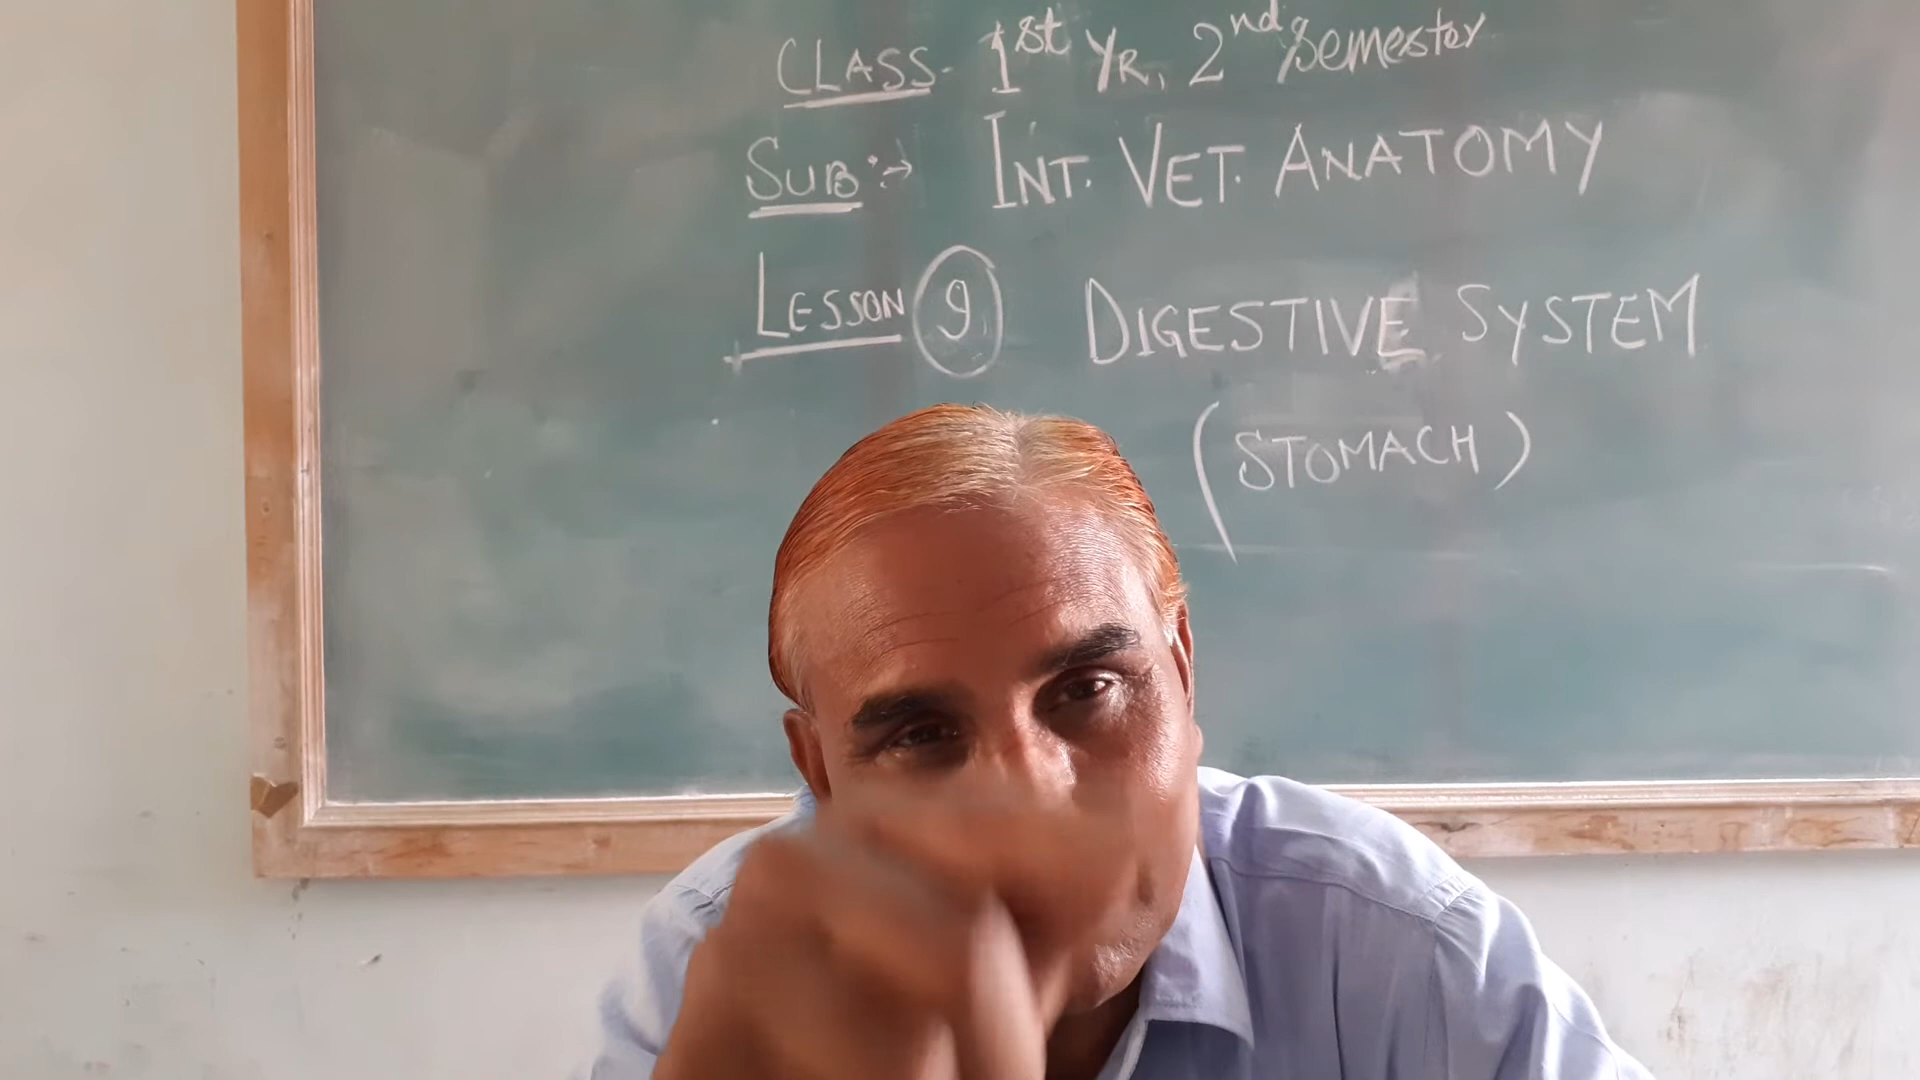 CLASS - 1st YR, 2nd Semester
SUB :→ INT. VET. ANATOMY
LESSON 9 DIGESTIVE SYSTEM
(STOMACH)